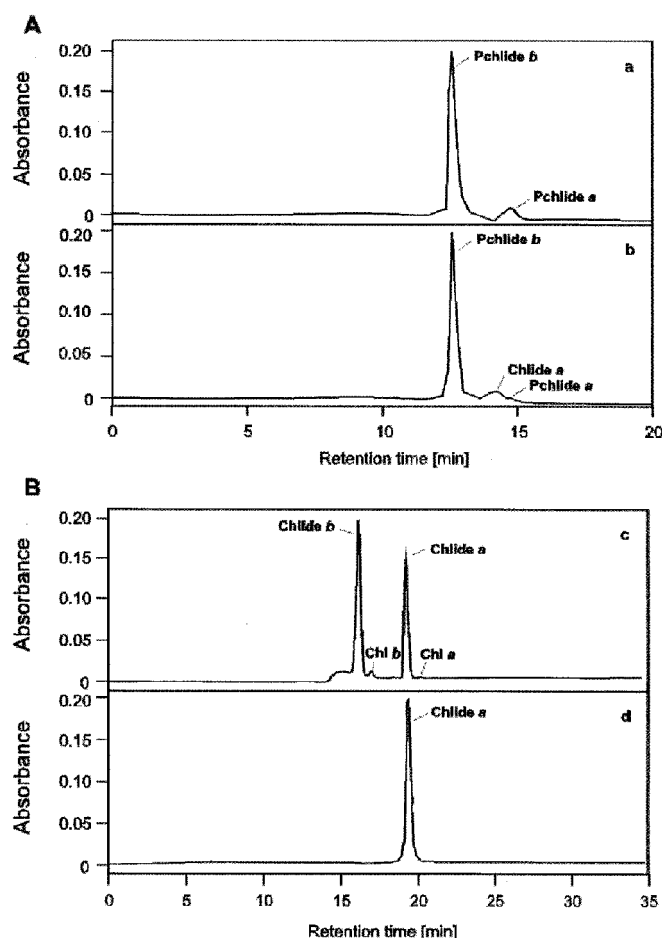 A
Absorbance
0.20
0.15
0.10
0.05
0
Pchlide b
Pchlide a
a
Absorbance
0.20
0.15
0.10
0.05
0
Pchlide b
Chlide a
Pchlide a
b
0 5 10 15 20
Retention time [min]
B
Absorbance
0.20
0.15
0.10
0.05
0
Chlide b
Chl b
Chlide a
Chl a
c
Absorbance
0.20
0.15
0.10
0.05
0
Chlide a
d
0 5 10 15 20 25 30 35
Retention time [min]